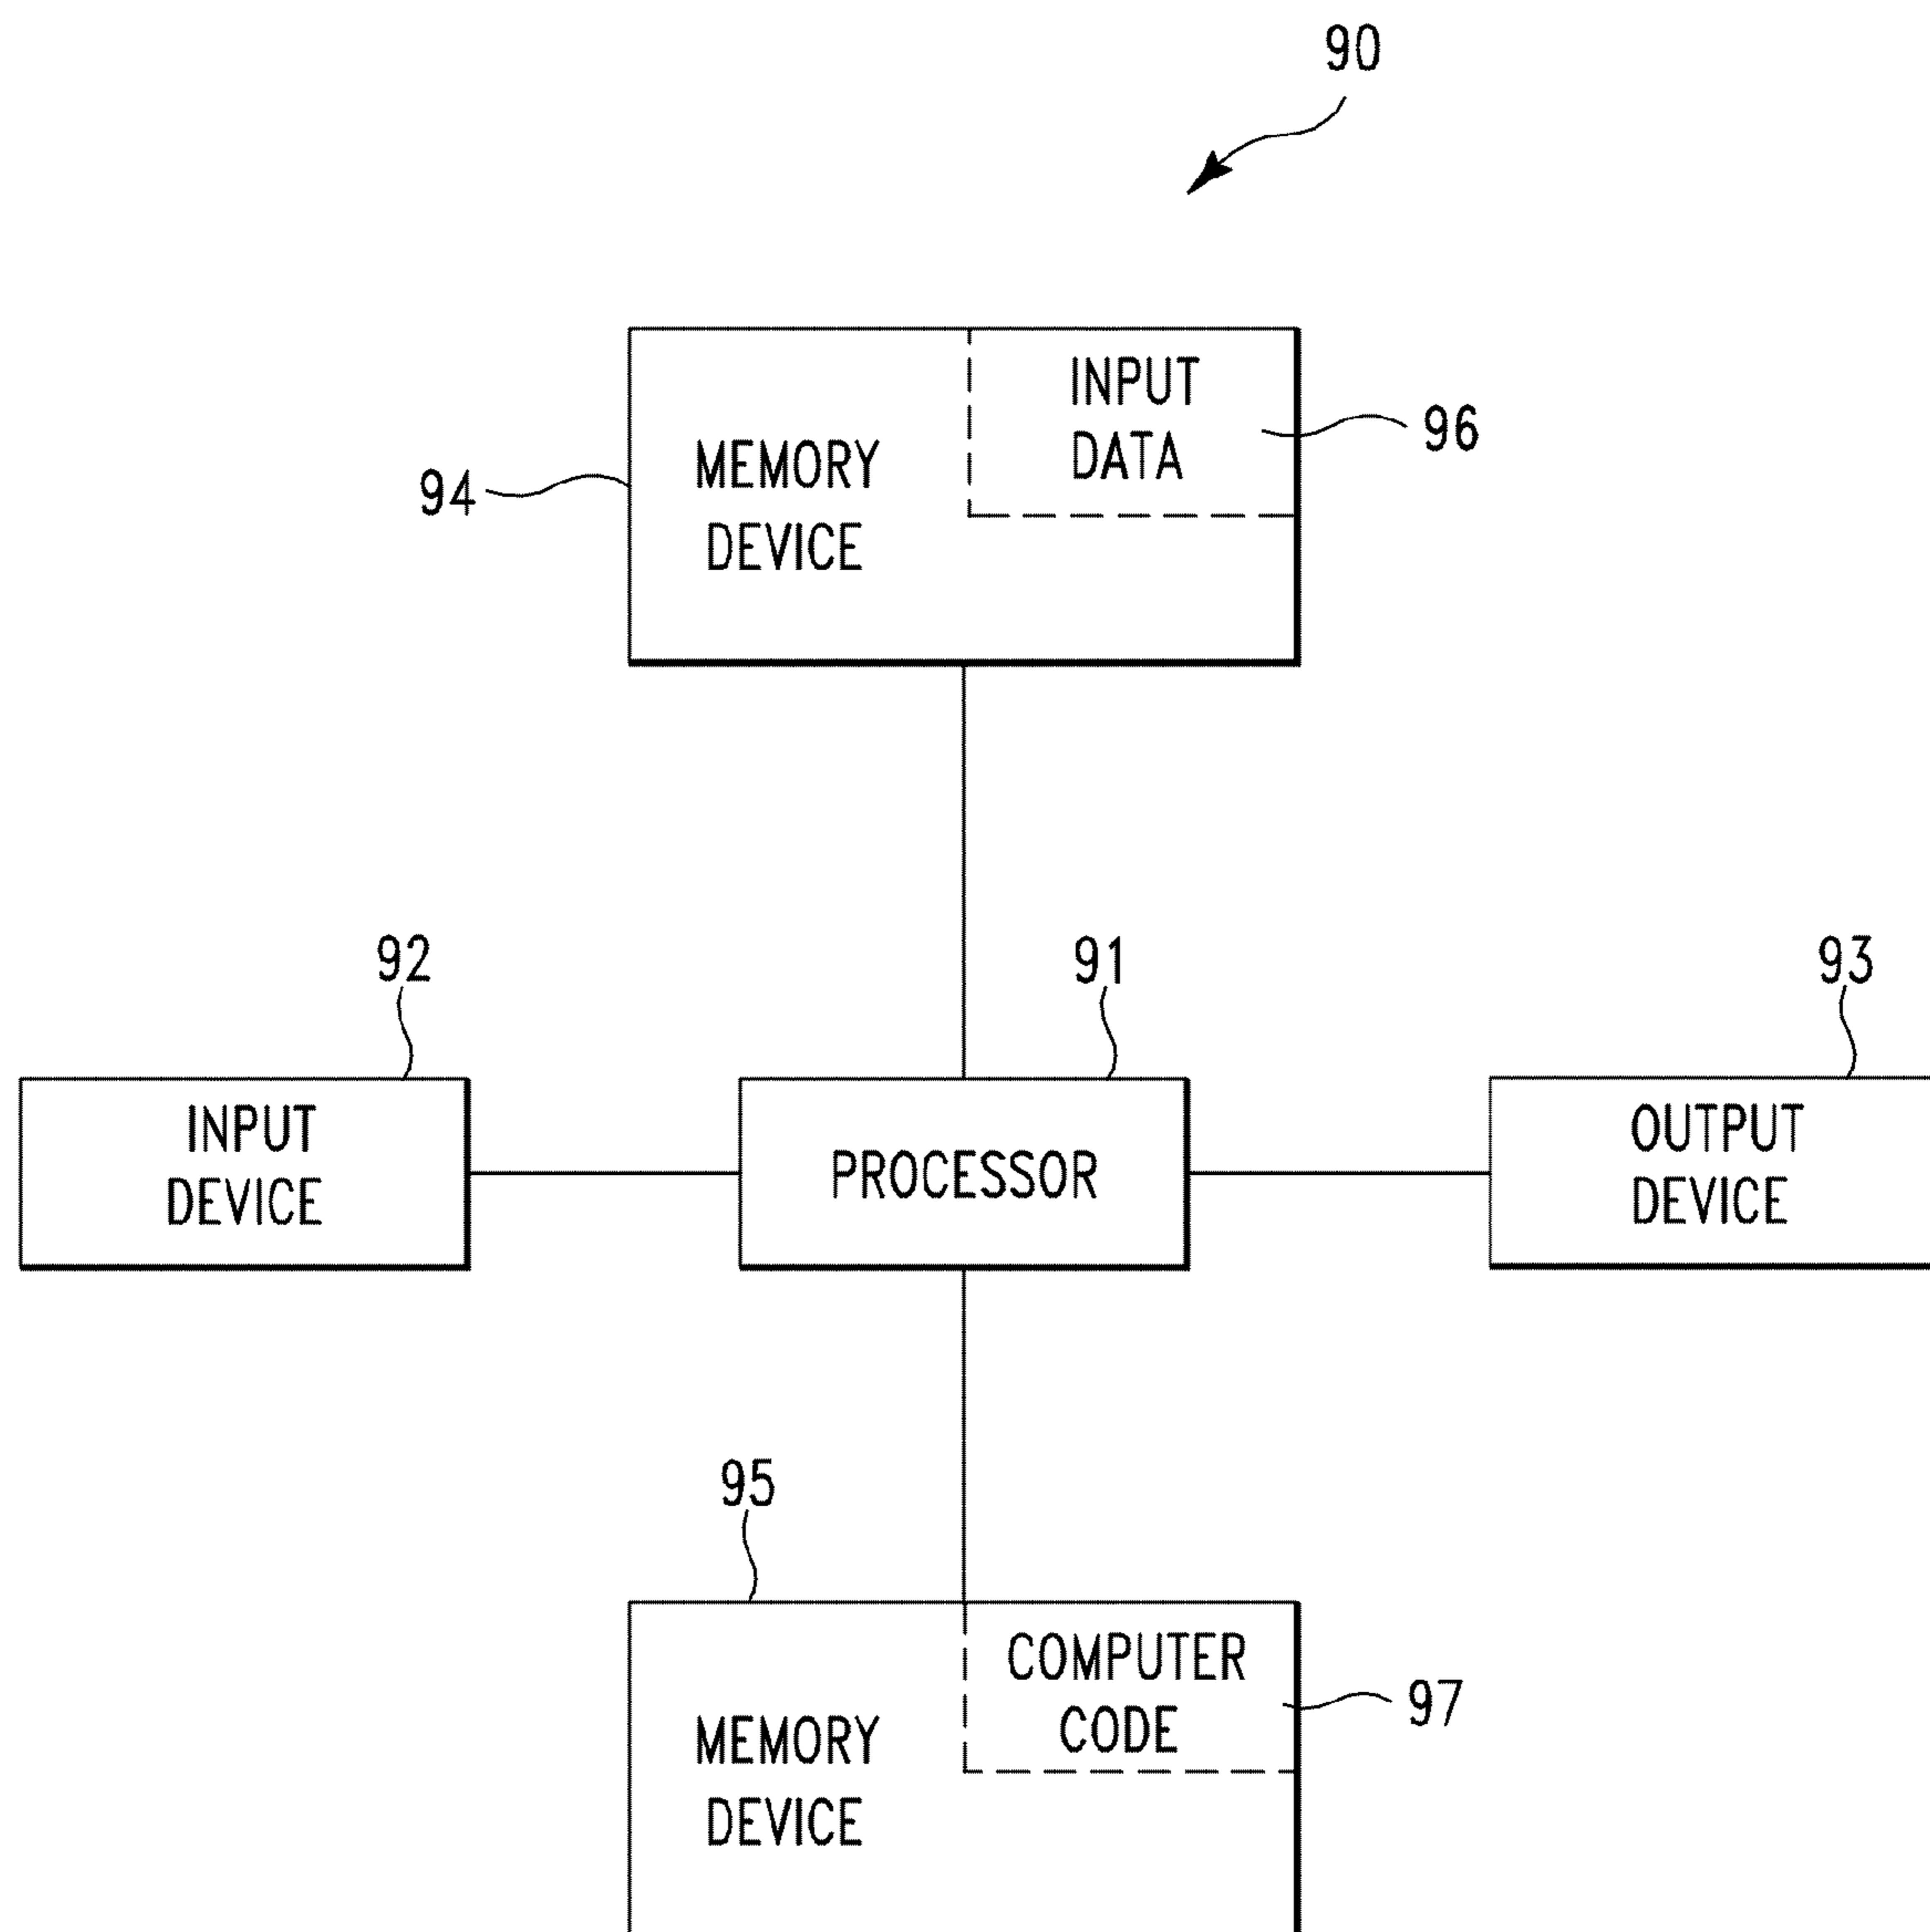 90
INPUT
DATA
96
MEMORY
DEVICE
94
92
91
93
INPUT
DEVICE
PROCESSOR
OUTPUT
DEVICE
95
COMPUTER
CODE
97
MEMORY
DEVICE